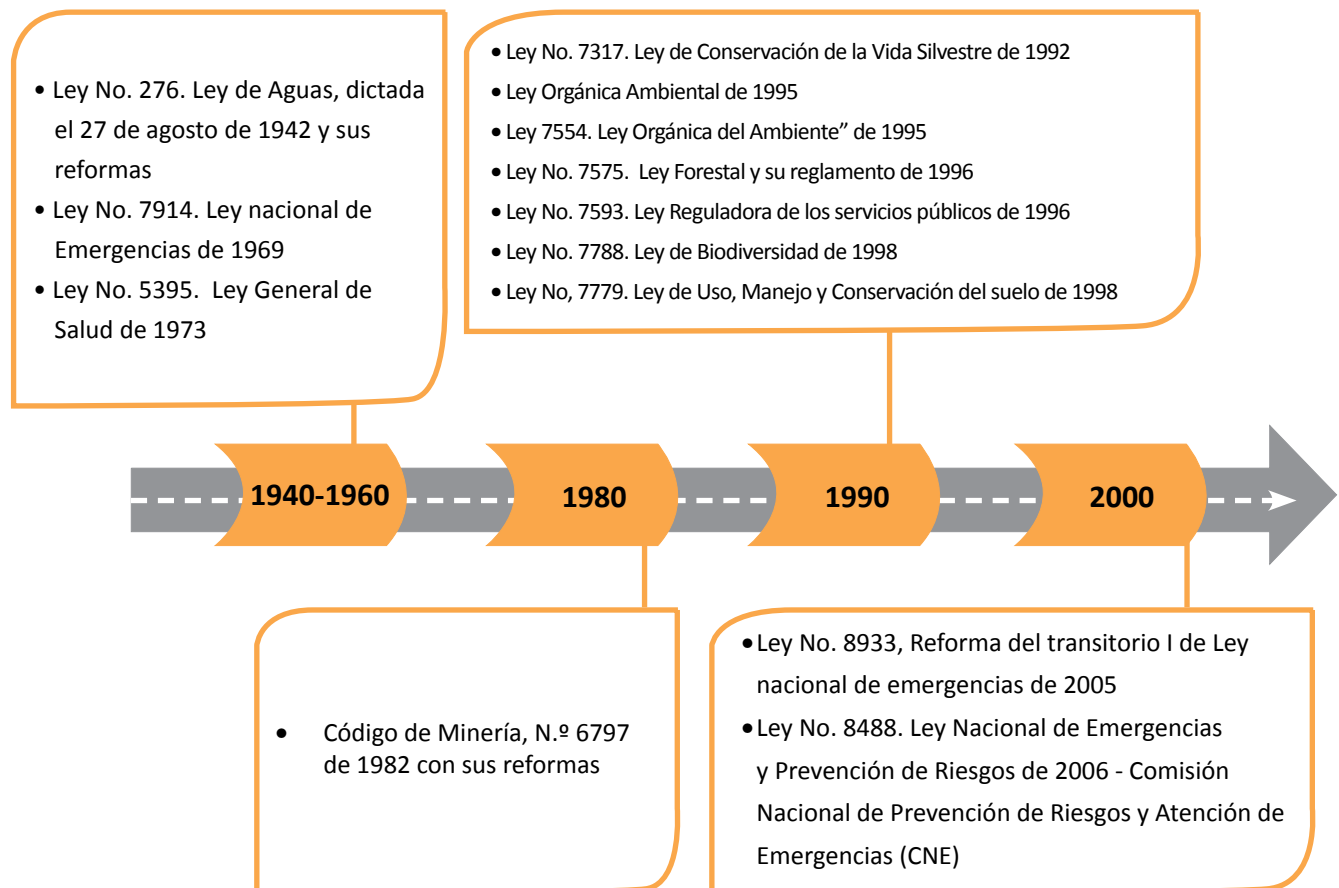 • Ley No. 276. Ley de Aguas, dictada
el 27 de agosto de 1942 y sus
reformas
• Ley No. 7914. Ley nacional de
Emergencias de 1969
• Ley No. 5395. Ley General de
Salud de 1973
• Ley No. 7317. Ley de Conservación de la Vida Silvestre de 1992
• Ley Orgánica Ambiental de 1995
• Ley 7554. Ley Orgánica del Ambiente” de 1995
• Ley No. 7575. Ley Forestal y su reglamento de 1996
• Ley No. 7593. Ley Reguladora de los servicios públicos de 1996
• Ley No. 7788. Ley de Biodiversidad de 1998
• Ley No, 7779. Ley de Uso, Manejo y Conservación del suelo de 1998
1940-1960
1980
1990
2000
• Código de Minería, N.º 6797
de 1982 con sus reformas
• Ley No. 8933, Reforma del transitorio I de Ley
nacional de emergencias de 2005
• Ley No. 8488. Ley Nacional de Emergencias
y Prevención de Riesgos de 2006 - Comisión
Nacional de Prevención de Riesgos y Atención de
Emergencias (CNE)